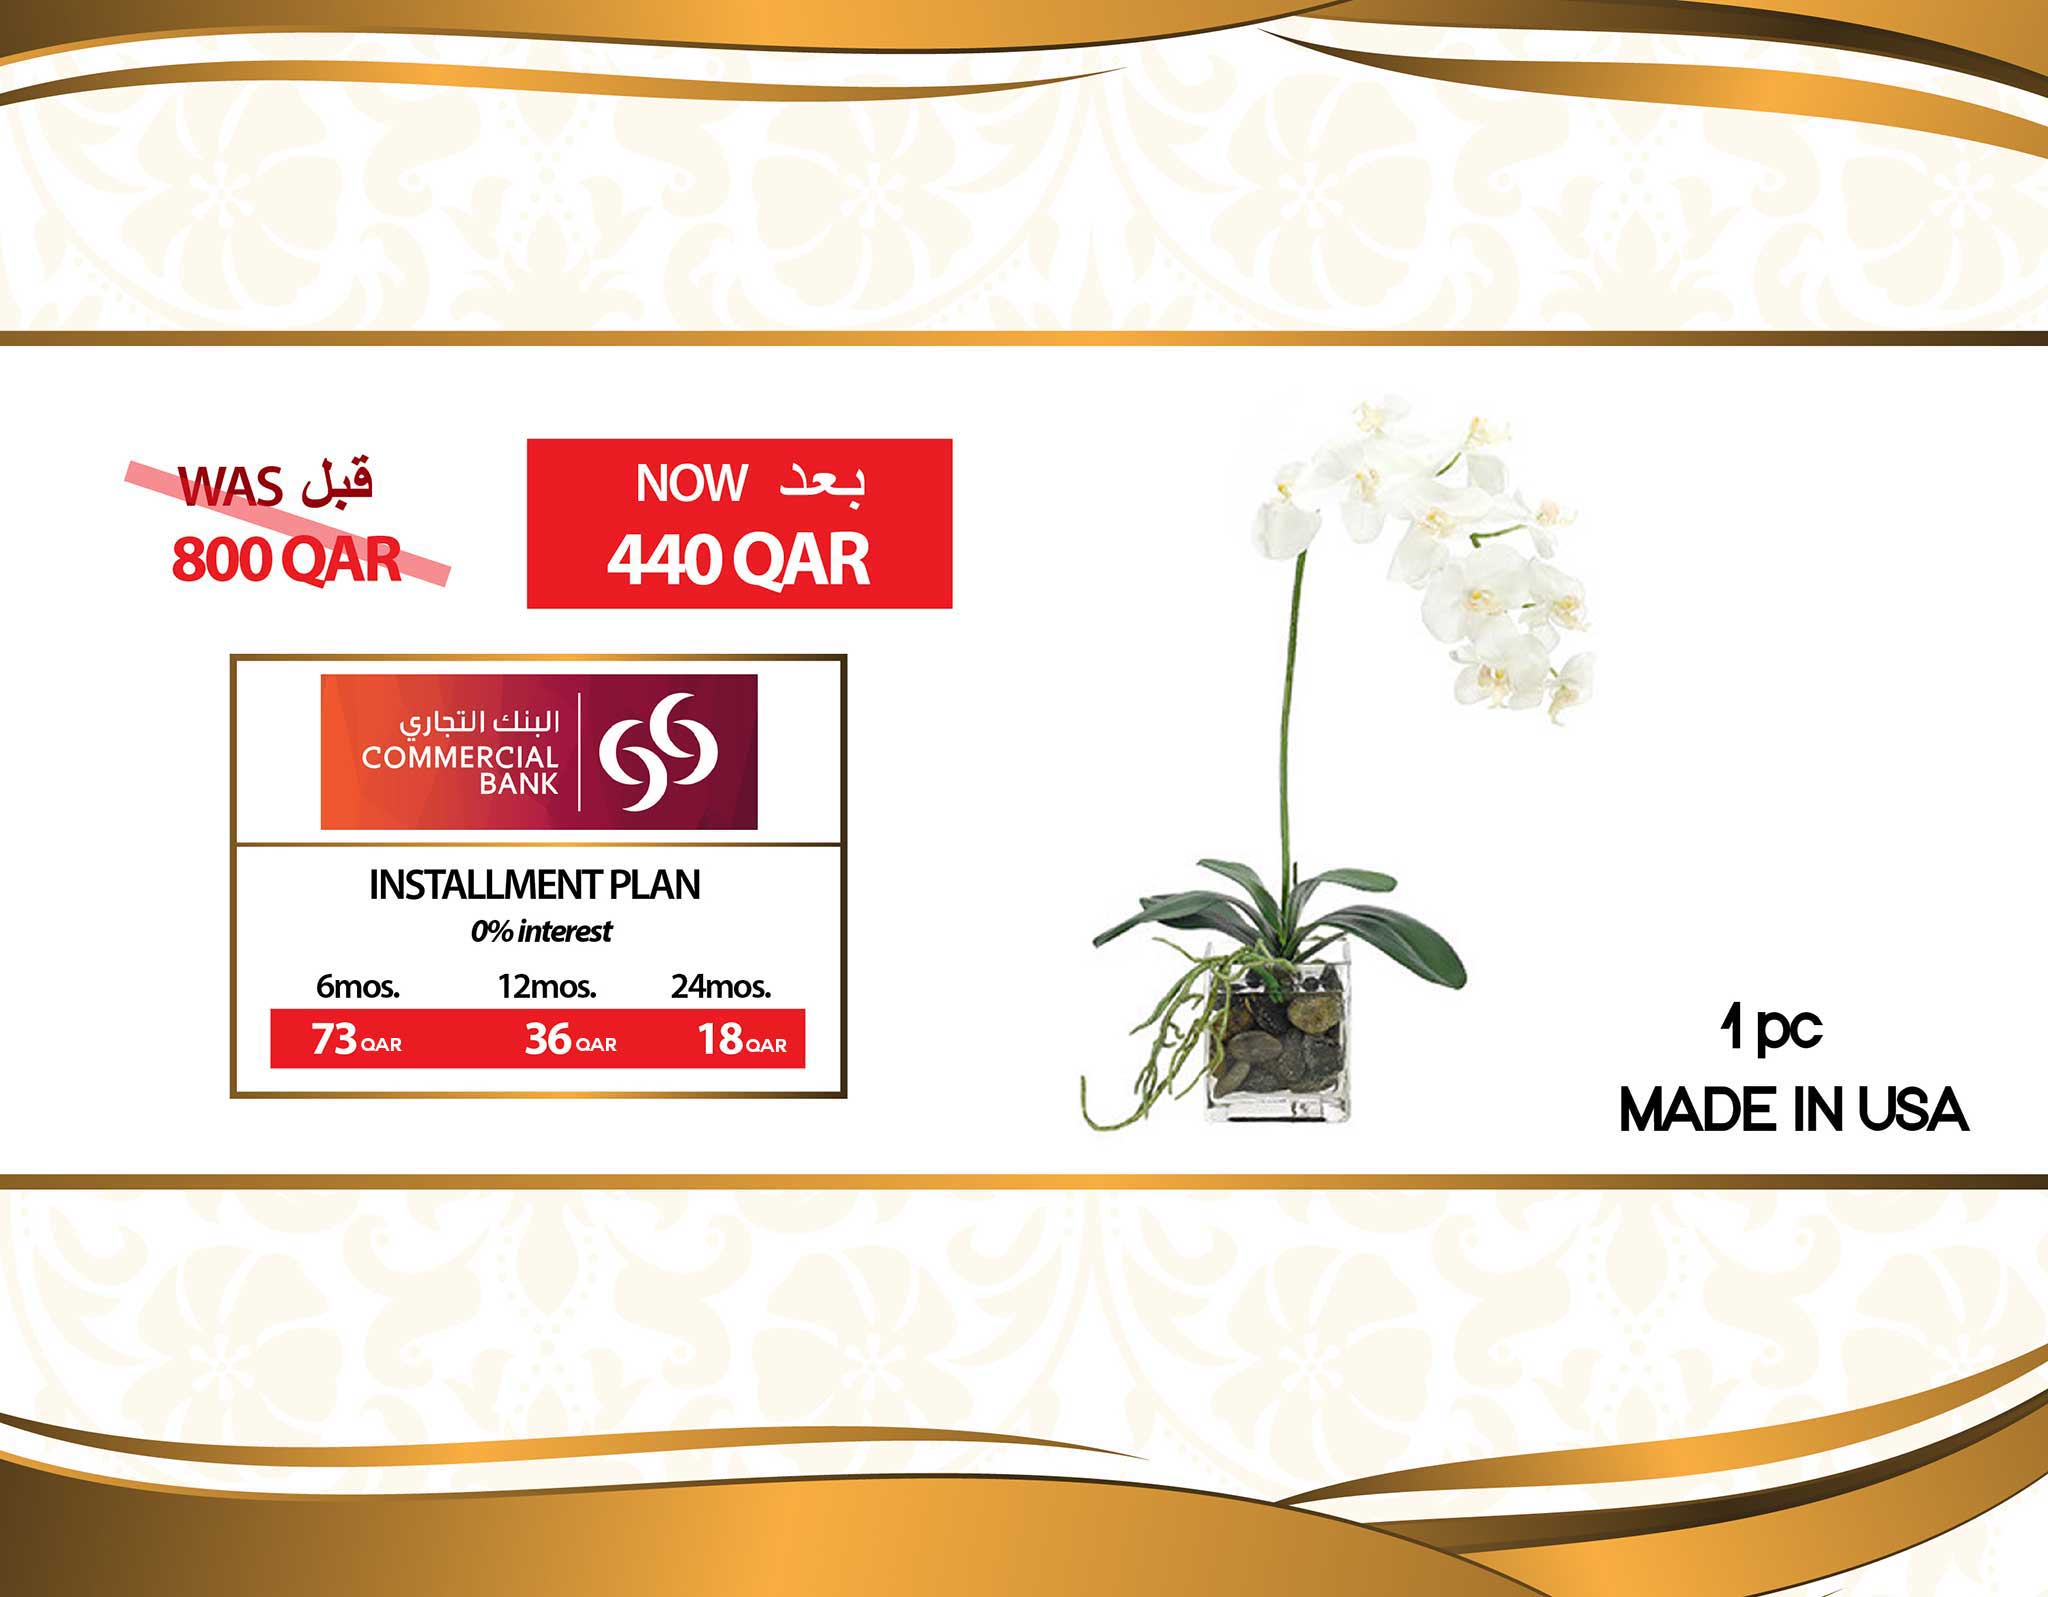 WAS قبل
800 QAR
NOW بعد
440 QAR
البنك التجاري
COMMERCIAL
BANK
INSTALLMENT PLAN
0% interest
6mos. 12mos. 24mos.
73 QAR 36 QAR 18 QAR
1 pc
MADE IN USA